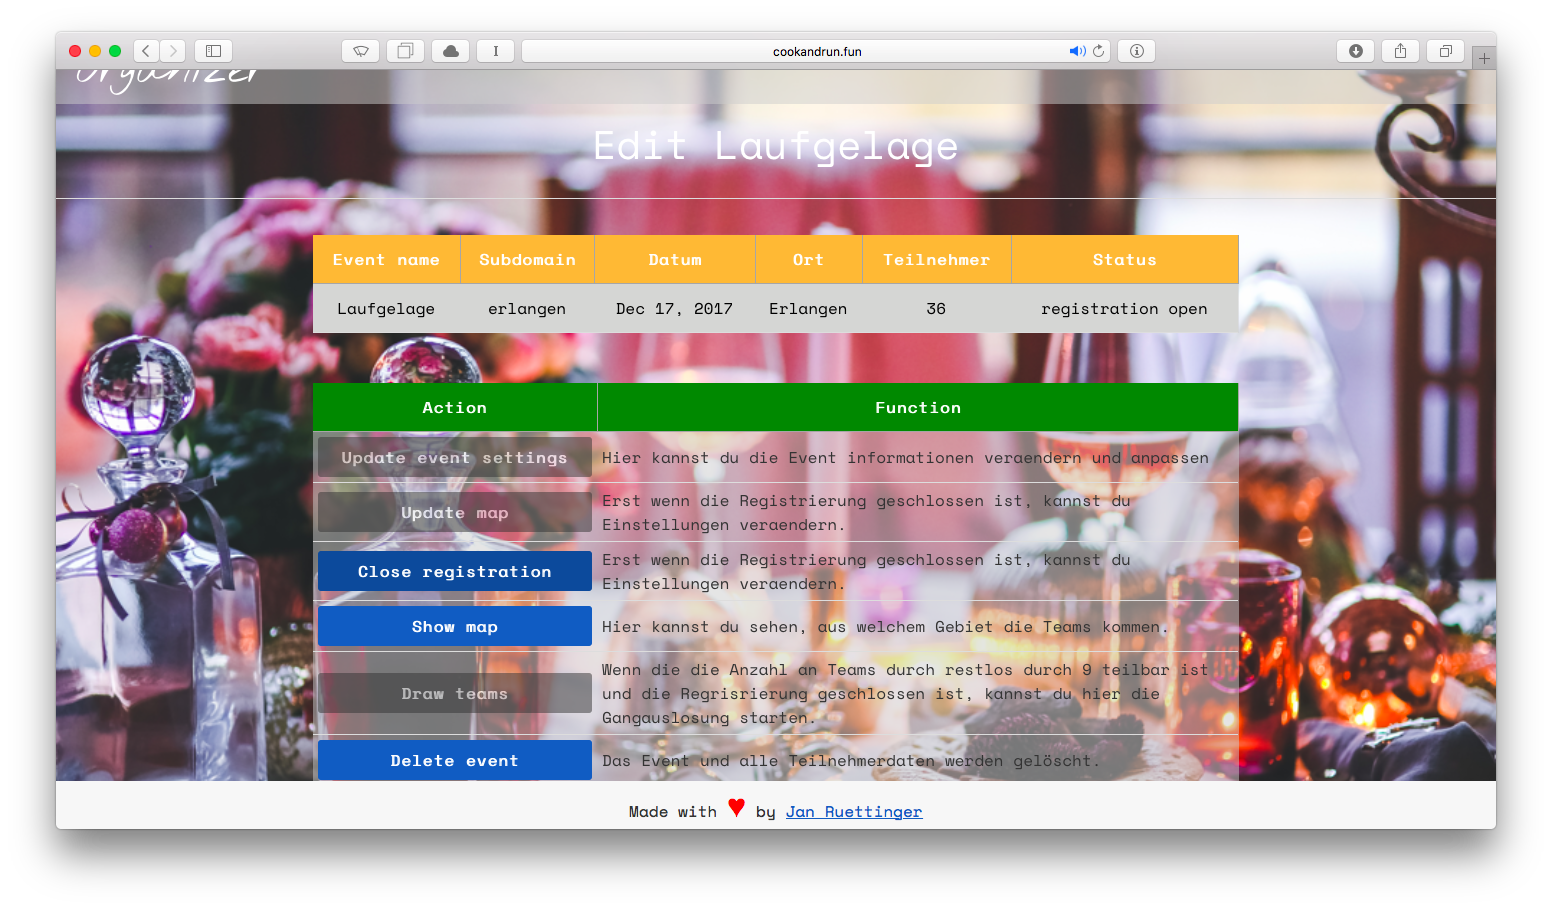 cookandrun.fun
Organizer
Edit Laufgelage
Event name Subdomain Datum Ort Teilnehmer Status
Laufgelage erlangen Dec 17, 2017 Erlangen 36 registration open
Action Function
Update event settings Hier kannst du die Event informationen veraendern und anpassen
Update map Erst wenn die Registrierung geschlossen ist, kannst du
Einstellungen veraendern.
Close registration Erst wenn die Registrierung geschlossen ist, kannst du
Einstellungen veraendern.
Show map Hier kannst du sehen, aus welchem Gebiet die Teams kommen.
Draw teams Wenn die die Anzahl an Teams durch restlos durch 9 teilbar ist
und die Regrisrierung geschlossen ist, kannst du hier die
Gangauslosung starten.
Delete event Das Event und alle Teilnehmerdaten werden gelöscht.
Made with ♥ by Jan Ruettinger